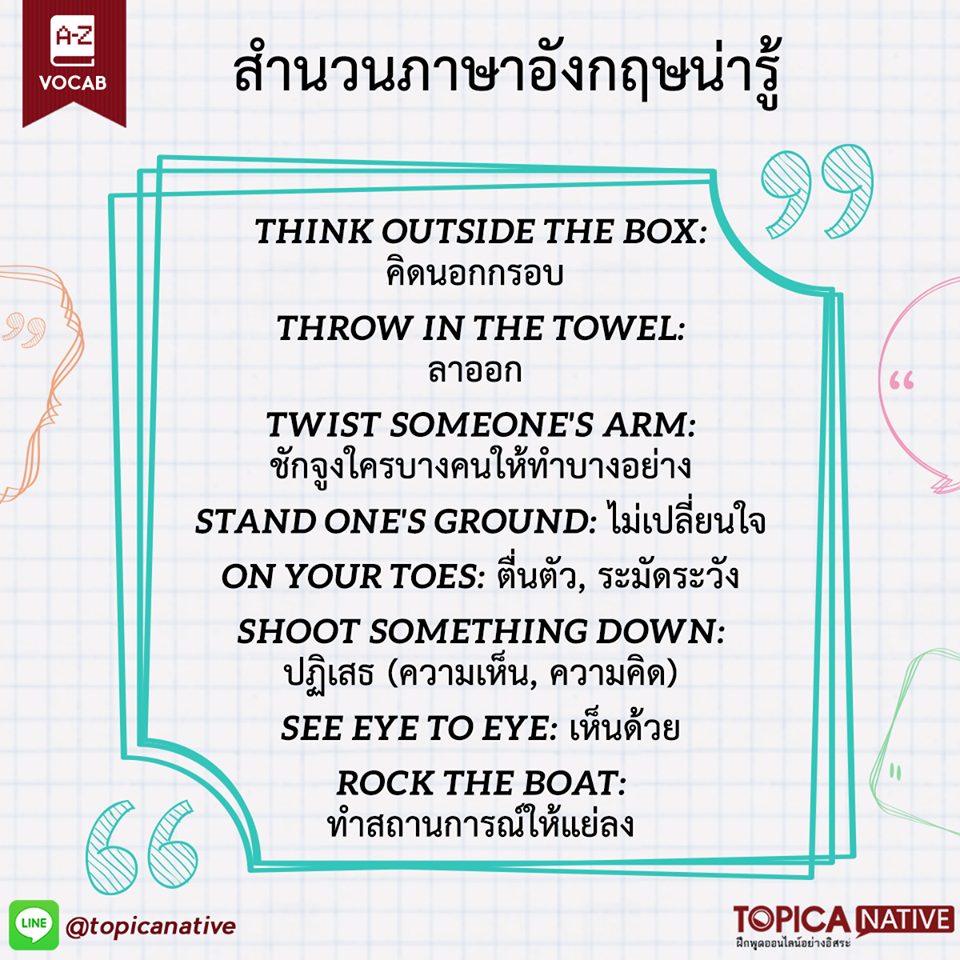 A-Z
VOCAB
สำนวนภาษาอังกฤษน่ารู้
THINK OUTSIDE THE BOX:
คิดนอกกรอบ
THROW IN THE TOWEL:
ลาออก
TWIST SOMEONE'S ARM:
ชักจูงใครบางคนให้ทำบางอย่าง
STAND ONE'S GROUND: ไม่เปลี่ยนใจ
ON YOUR TOES: ตื่นตัว, ระมัดระวัง
SHOOT SOMETHING DOWN:
ปฏิเสธ (ความเห็น, ความคิด)
SEE EYE TO EYE: เห็นด้วย
ROCK THE BOAT:
ทำสถานการณ์ให้แย่ลง
LINE @topicanative
TOPICA NATIVE
ฝึกพูดออนไลน์อย่างอิสระ